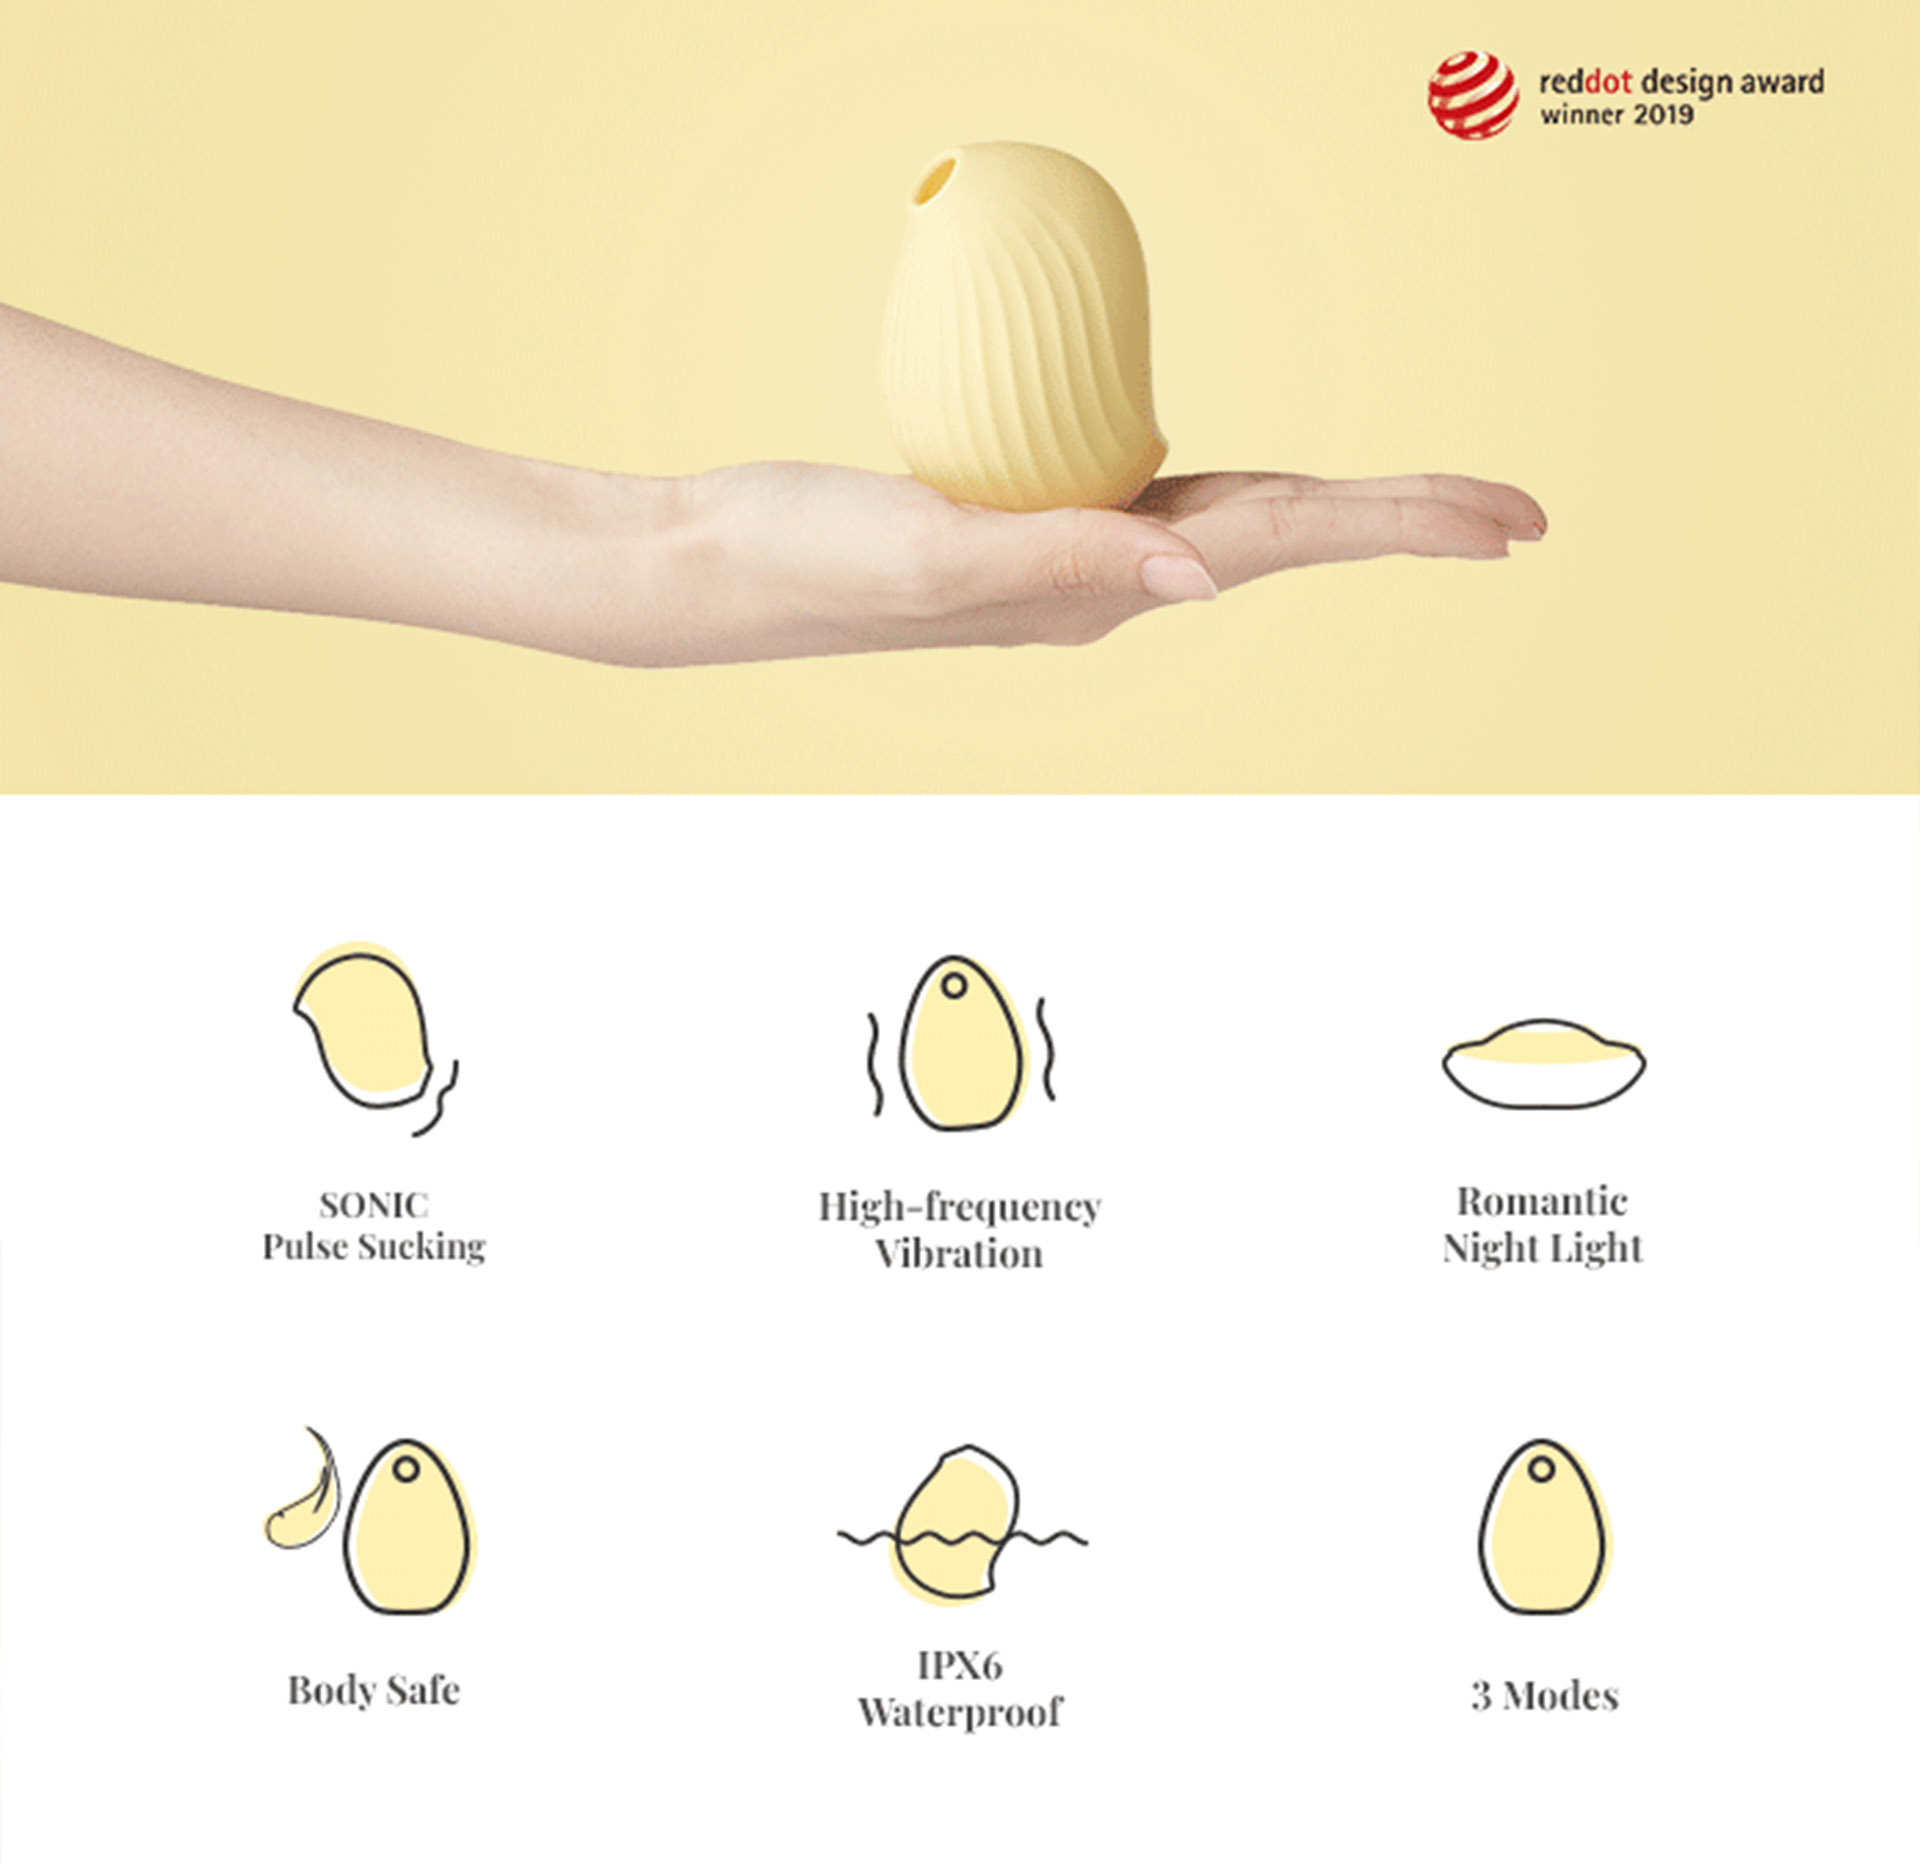 reddot design award
winner 2019
SONIC
Pulse Sucking
High-frequency
Vibration
Romantic
Night Light
Body Safe
IPX6
Waterproof
3 Modes